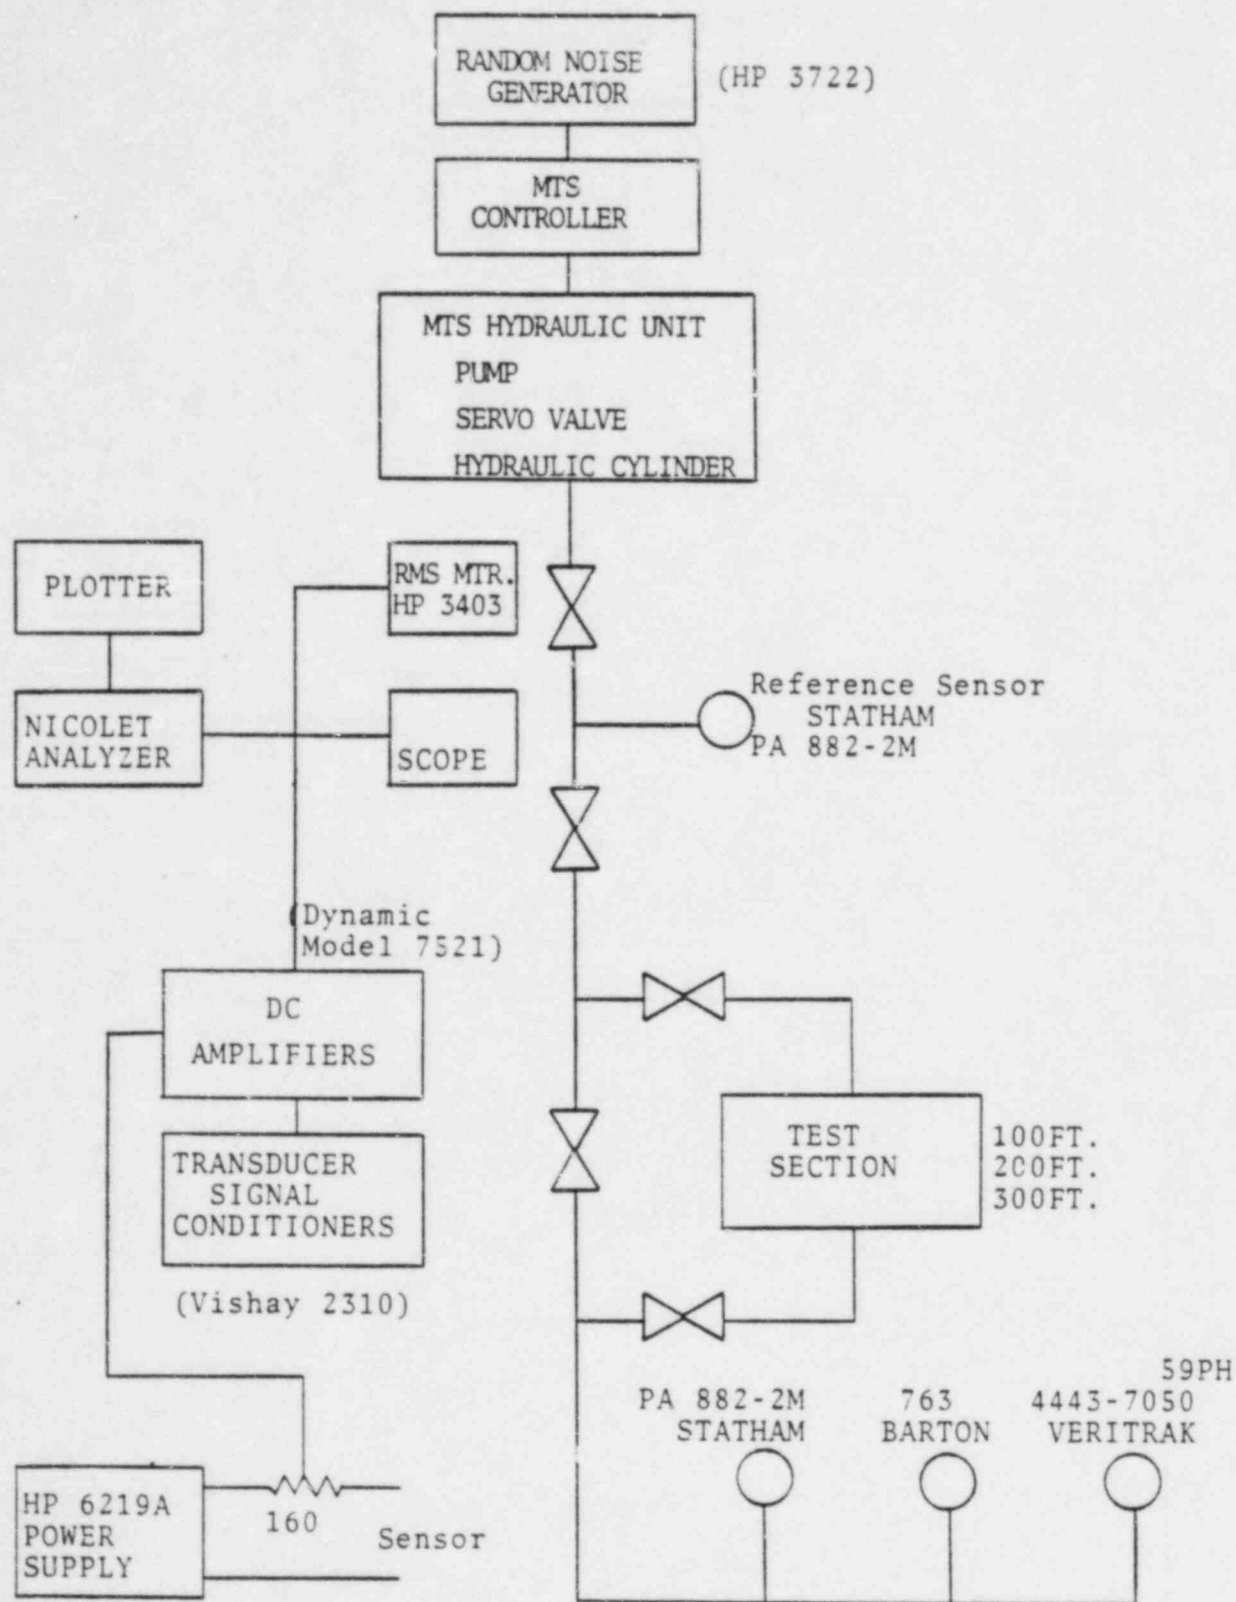 RANDOM NOISE
GENERATOR
(HP 3722)
MTS
CONTROLLER
MTS HYDRAULIC UNIT
PUMP
SERVO VALVE
HYDRAULIC CYLINDER
PLOTTER
RMS MTR.
HP 3403
NICOLET
ANALYZER
SCOPE
Reference Sensor
STATHAM
PA 882-2M
(Dynamic
Model 7521)
DC
AMPLIFIERS
TRANSDUCER
SIGNAL
CONDITIONERS
(Vishay 2310)
TEST
SECTION
100FT.
200FT.
300FT.
59PH
PA 882-2M
STATHAM
763
BARTON
4443-7050
VERITRAK
HP 6219A
POWER
SUPPLY
160
Sensor